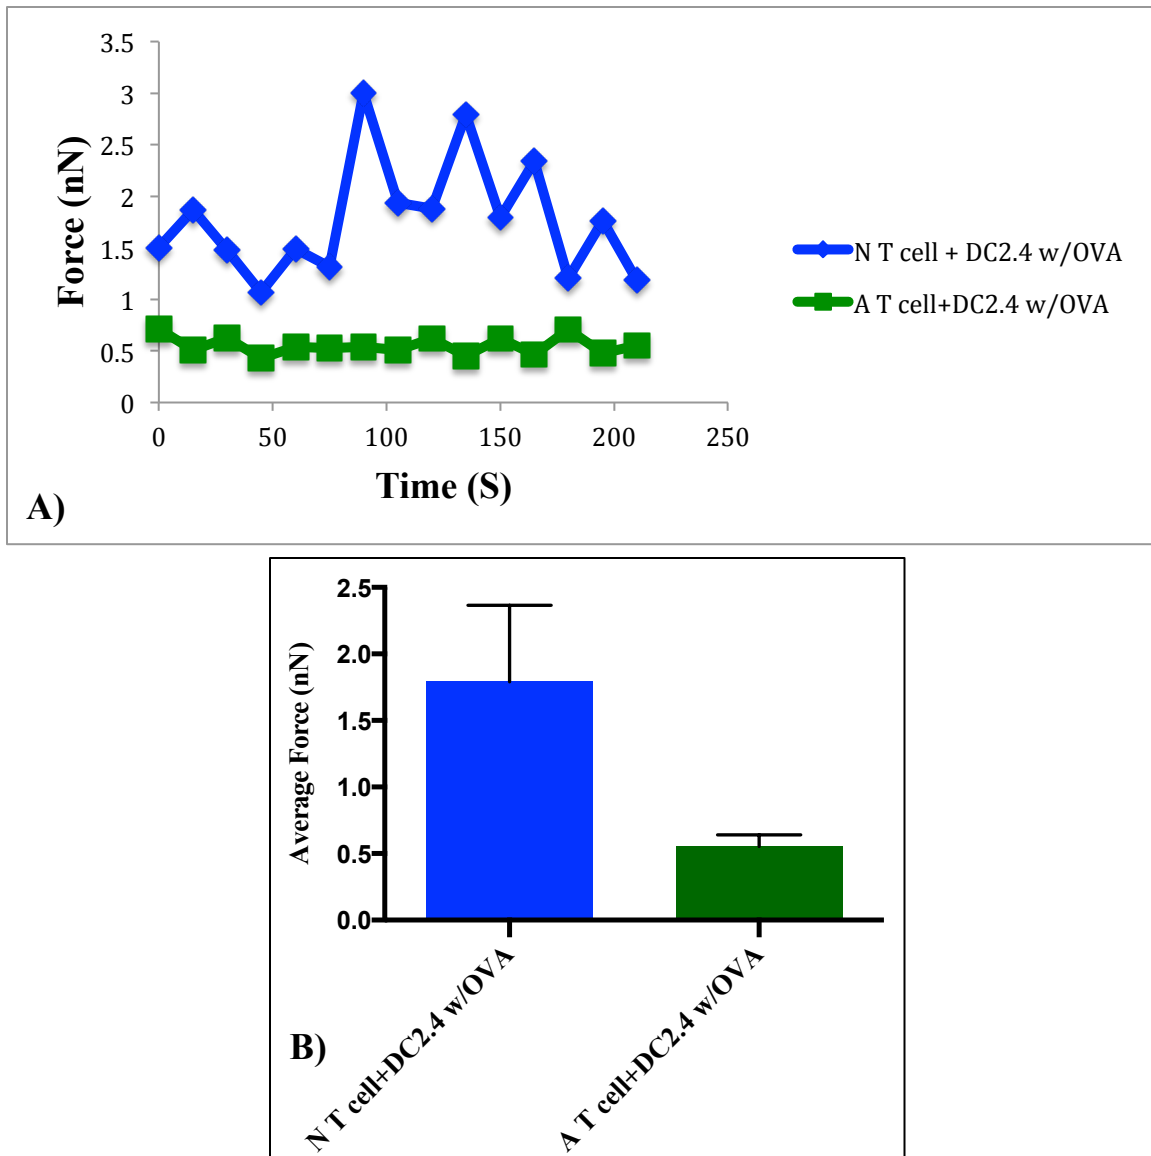 3.5
3
2.5
2
1.5
1
0.5
0
Force (nN)
0 50 100 150 200 250
Time (S)
N T cell + DC2.4 w/OVA
A T cell+DC2.4 w/OVA
A)
2.5
2.0
1.5
1.0
0.5
0.0
Average Force (nN)
N T cell+DC2.4 w/OVA
A T cell+DC2.4 w/OVA
B)